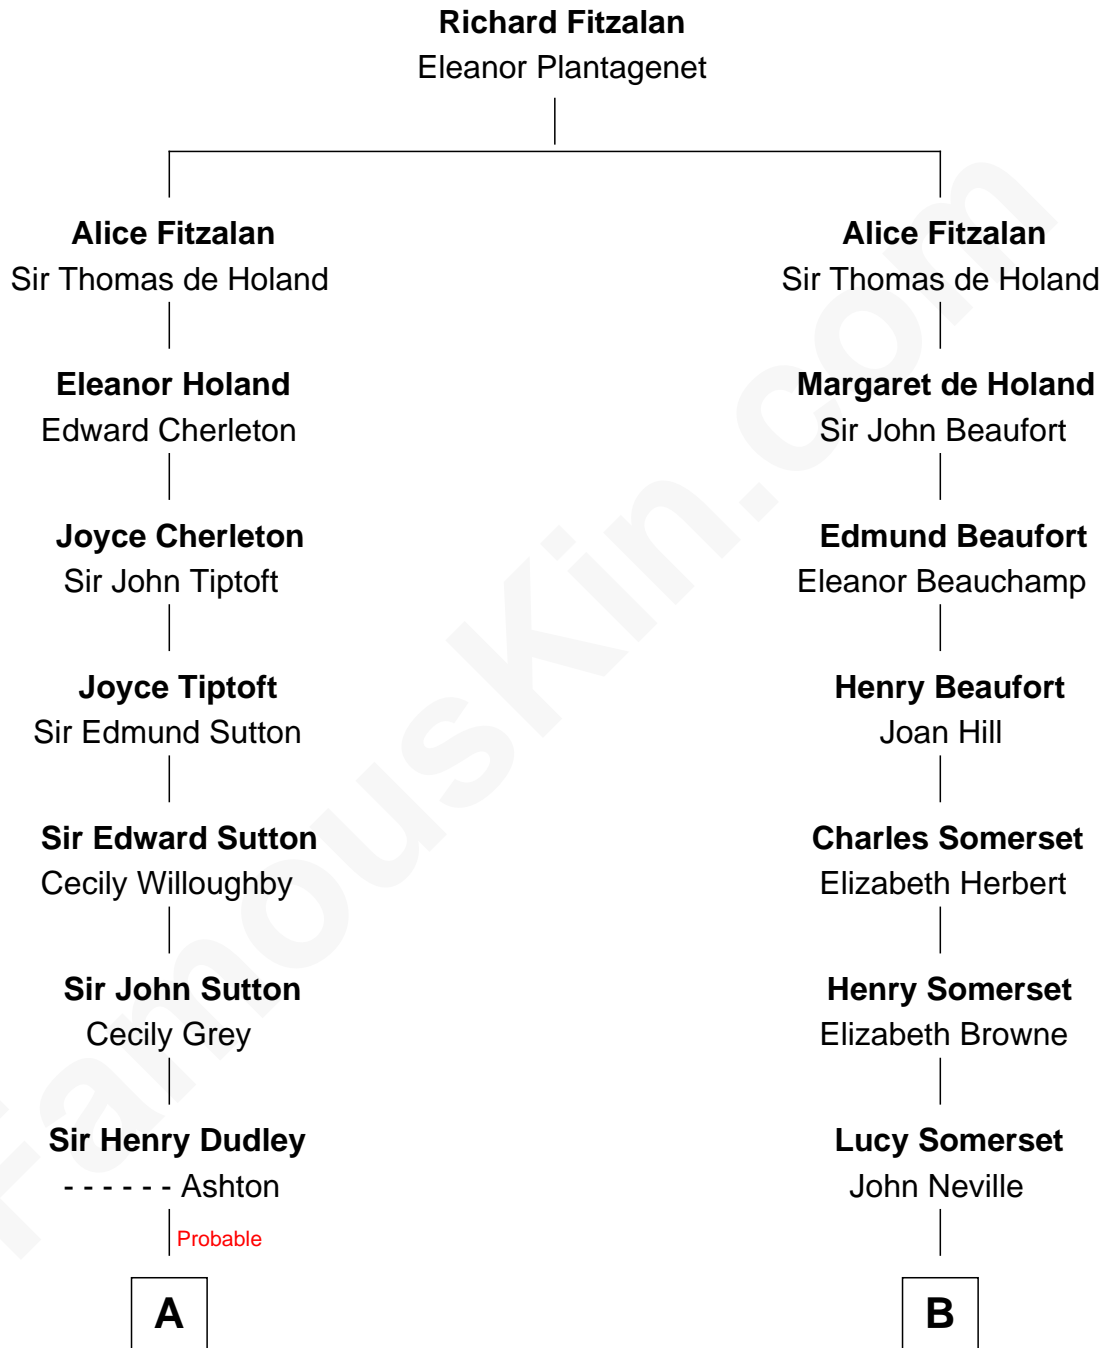 Richard Fitzalan
Eleanor Plantagenet
Alice Fitzalan
Sir Thomas de Holand
Alice Fitzalan
Sir Thomas de Holand
Eleanor Holand
Edward Cherleton
Margaret de Holand
Sir John Beaufort
Joyce Cherleton
Sir John Tiptoft
Edmund Beaufort
Eleanor Beauchamp
Joyce Tiptoft
Sir Edmund Sutton
Henry Beaufort
Joan Hill
Sir Edward Sutton
Cecily Willoughby
Charles Somerset
Elizabeth Herbert
Sir John Sutton
Cecily Grey
Henry Somerset
Elizabeth Browne
Sir Henry Dudley
- - - - - - Ashton
Lucy Somerset
John Neville
Probable
A
B
FamousKin.com